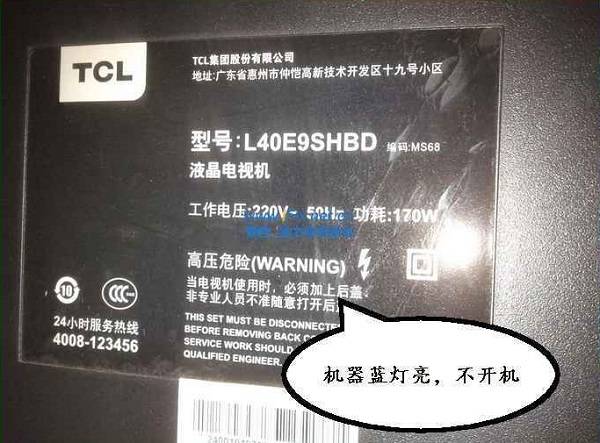 TCL
TCL集团股份有限公司
地址:广东省惠州市仲恺高新技术开发区十九号小区
型号:L40E9SHBD 编码:MS68
液晶电视机
工作电压:220V~ 50Hz 功耗:170W
高压危险(WARNING)
当电视机使用时,必须加上后盖。
非专业人员不准随意打开后
THIS SET MUST BE DISCONNECTE
BEFORE REMOVING BACK CO
SERVICE WORK SHOULD
QUALIFIED ENGINEER.
10
CCC
24小时服务热线
4008-123456
机器蓝灯亮，不开机